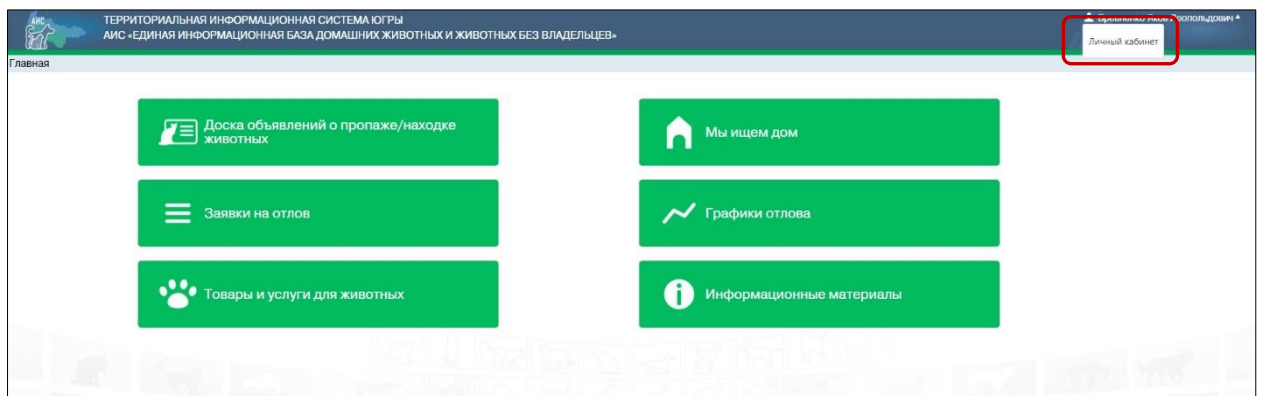 АИС
ТЕРРИТОРИАЛЬНАЯ ИНФОРМАЦИОННАЯ СИСТЕМА ЮГРЫ
АИС «ЕДИНАЯ ИНФОРМАЦИОННАЯ БАЗА ДОМАШНИХ ЖИВОТНЫХ И ЖИВОТНЫХ БЕЗ ВЛАДЕЛЬЦЕВ»
Яков
Личный кабинет
Главная
Доска объявлений о пропаже/находке
животных
Мы ищем дом
Заявки на отлов
Графики отлова
Товары и услуги для животных
Информационные материалы